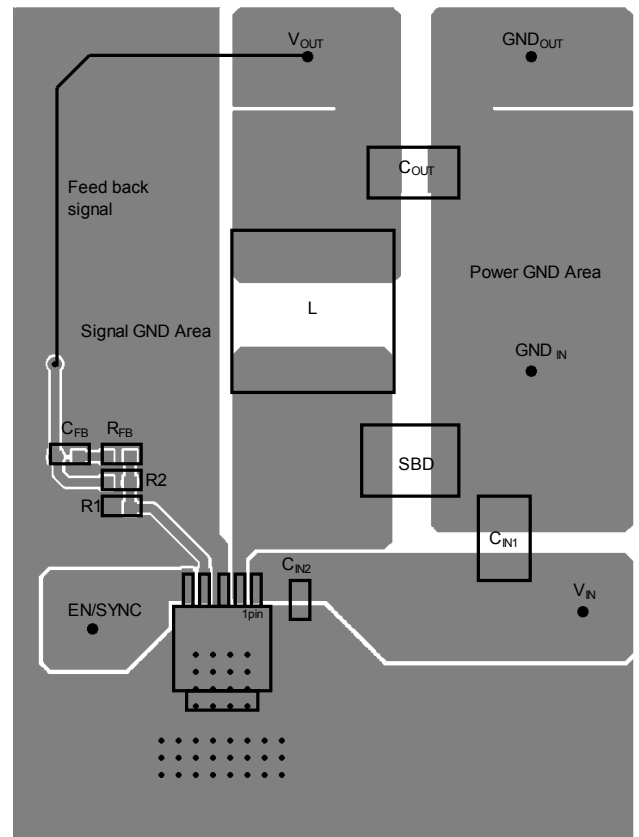 VOUT
GNDOUT
COUT
Feed back
signal
Power GND Area
L
Signal GND Area
GND IN
CFB
RFB
SBD
R2
R1
CIN1
CIN2
VIN
EN/SYNC
1pin